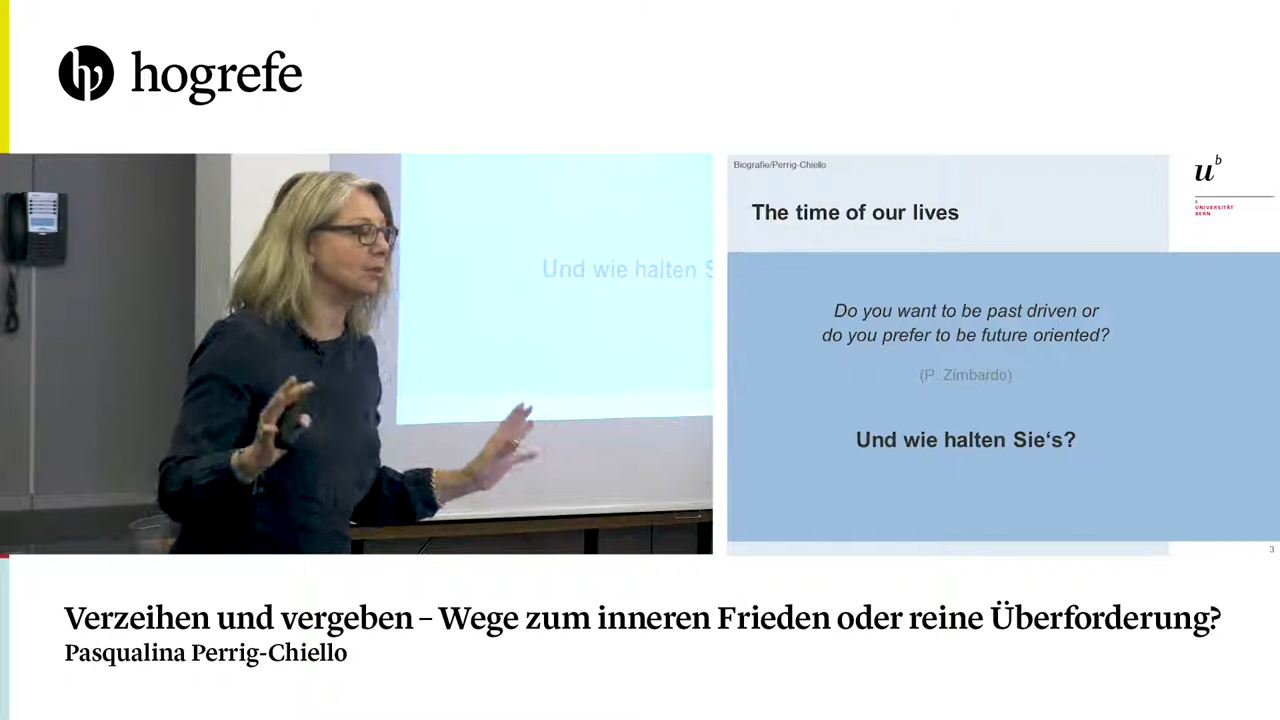 hogrefe
Und wie halten S
Biografie/Perrig-Chiello
u^b
The time of our lives
b
UNIVERSITÄT
BERN
Do you want to be past driven or
do you prefer to be future oriented?
(P. Zimbardo)
Und wie halten Sie‘s?
3
Verzeihen und vergeben – Wege zum inneren Frieden oder reine Überforderung?
Pasqualina Perrig-Chiello